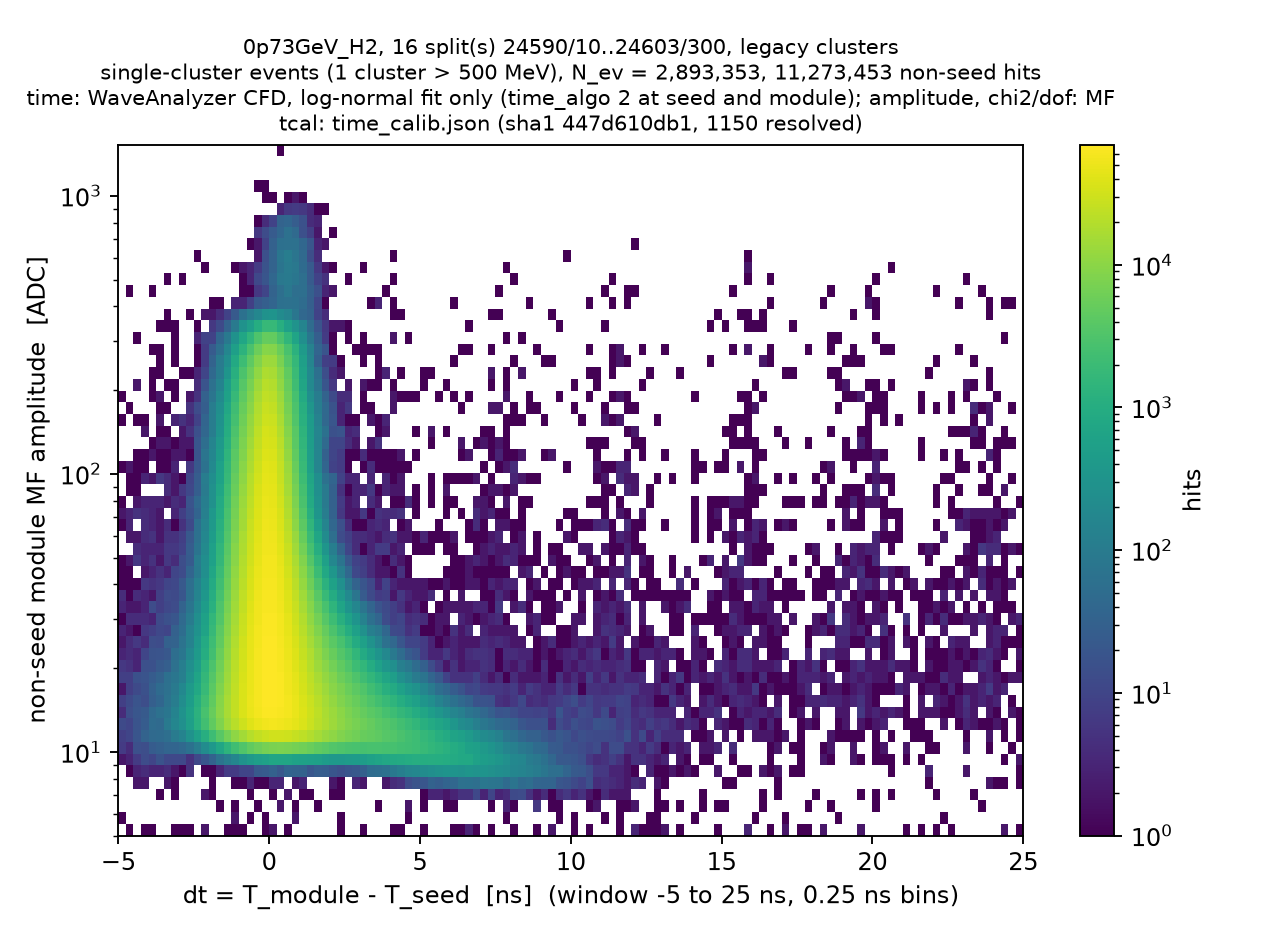 0p73GeV_H2, 16 split(s) 24590/10..24603/300, legacy clusters
single-cluster events (1 cluster > 500 MeV), N_ev = 2,893,353, 11,273,453 non-seed hits
time: WaveAnalyzer CFD, log-normal fit only (time_algo 2 at seed and module); amplitude, chi2/dof: MF
tcal: time_calib.json (sha1 447d610db1, 1150 resolved)
non-seed module MF amplitude [ADC]
10³
10²
10¹
−5 0 5 10 15 20 25
dt = T_module - T_seed [ns] (window -5 to 25 ns, 0.25 ns bins)
10⁴
10³
10²
10¹
10⁰
hits